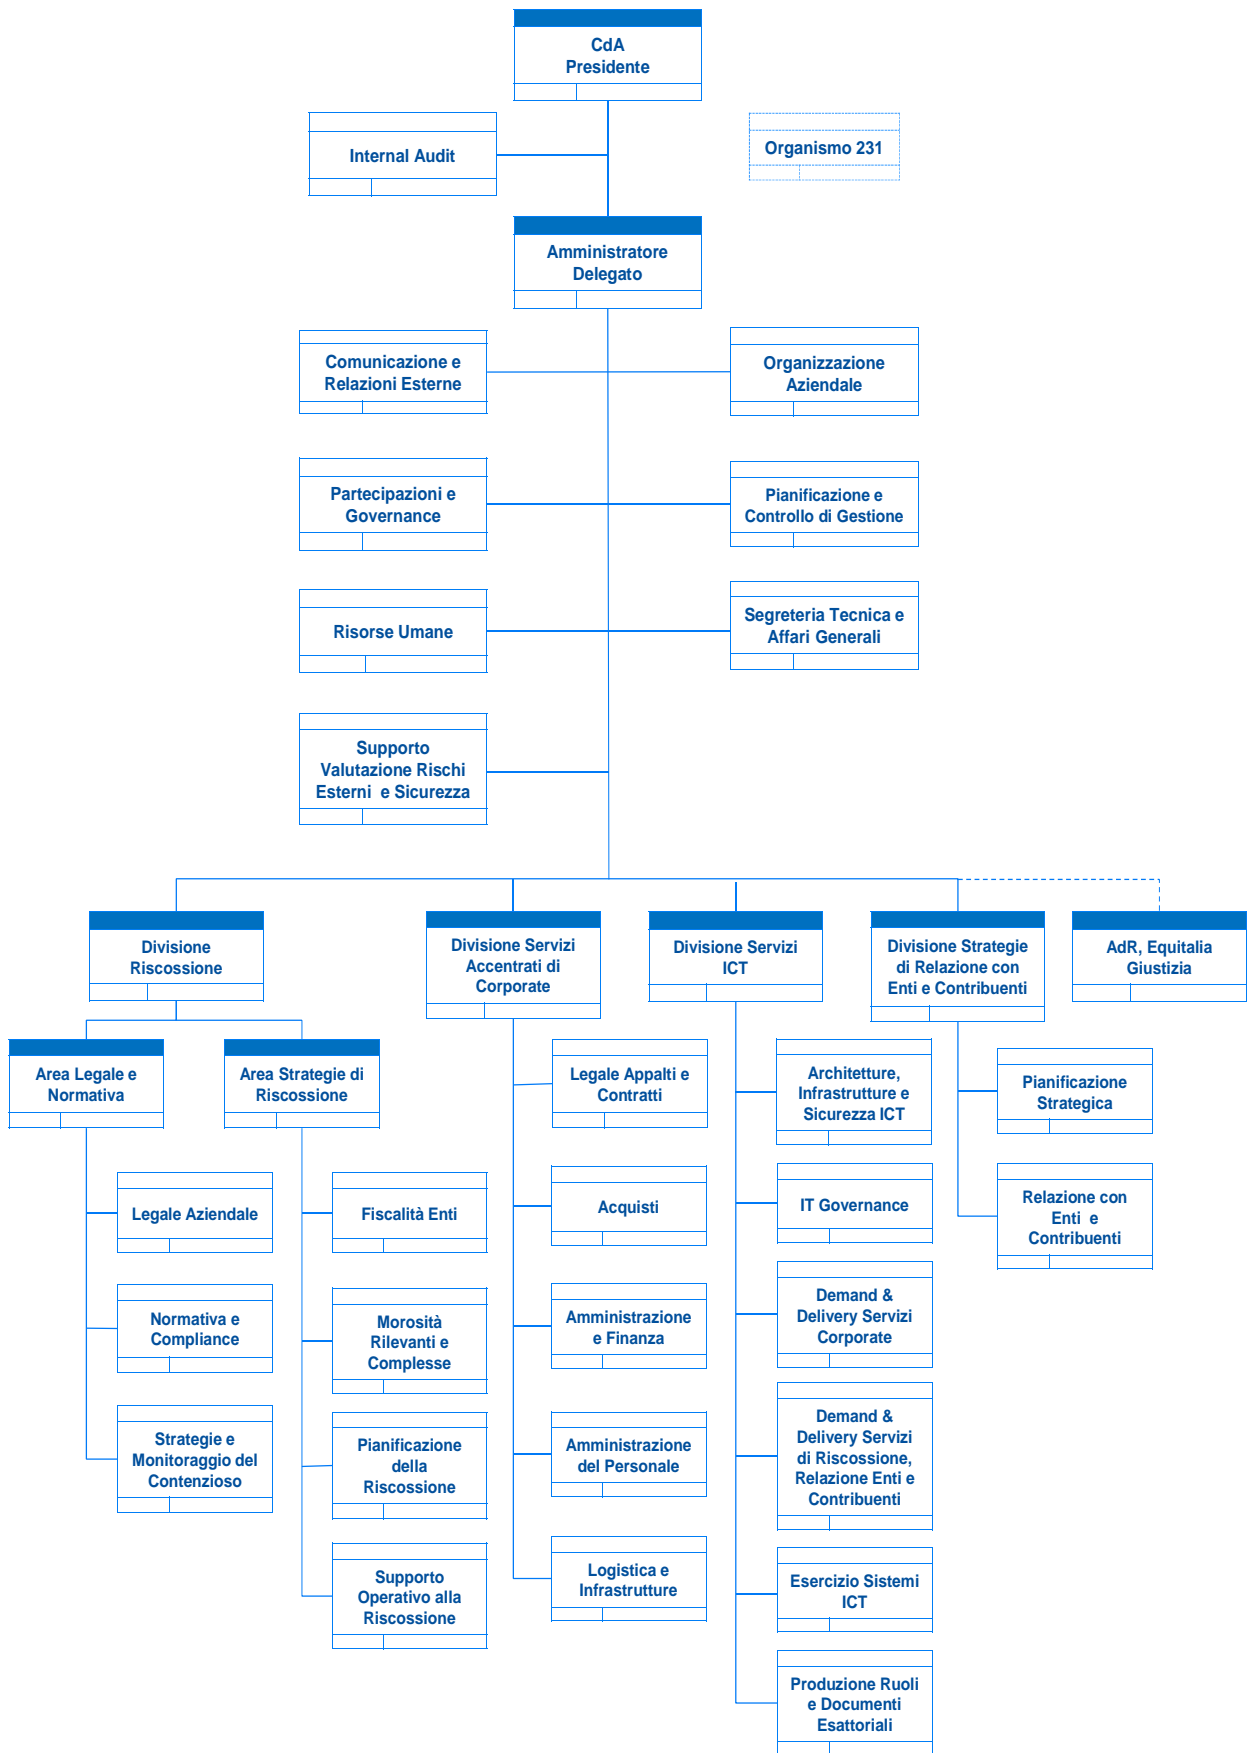 CdA
Presidente
Internal Audit
Organismo 231
Amministratore
Delegato
Comunicazione e
Relazioni Esterne
Organizzazione
Aziendale
Partecipazioni e
Governance
Pianificazione e
Controllo di Gestione
Risorse Umane
Segreteria Tecnica e
Affari Generali
Supporto
Valutazione Rischi
Esterni e Sicurezza
Divisione
Riscossione
Divisione Servizi
Accentrati di
Corporate
Divisione Servizi
ICT
Divisione Strategie
di Relazione con
Enti e Contribuenti
AdR, Equitalia
Giustizia
Area Legale e
Normativa
Area Strategie di
Riscossione
Legale Appalti e
Contratti
Architetture,
Infrastrutture e
Sicurezza ICT
Pianificazione
Strategica
Legale Aziendale
Fiscalità Enti
Acquisti
IT Governance
Relazione con
Enti e
Contribuenti
Normativa e
Compliance
Morosità
Rilevanti e
Complesse
Amministrazione
e Finanza
Demand &
Delivery Servizi
Corporate
Strategie e
Monitoraggio del
Contenzioso
Pianificazione
della
Riscossione
Amministrazione
del Personale
Demand &
Delivery Servizi
di Riscossione,
Relazione Enti e
Contribuenti
Supporto
Operativo alla
Riscossione
Logistica e
Infrastrutture
Esercizio Sistemi
ICT
Produzione Ruoli
e Documenti
Esattoriali